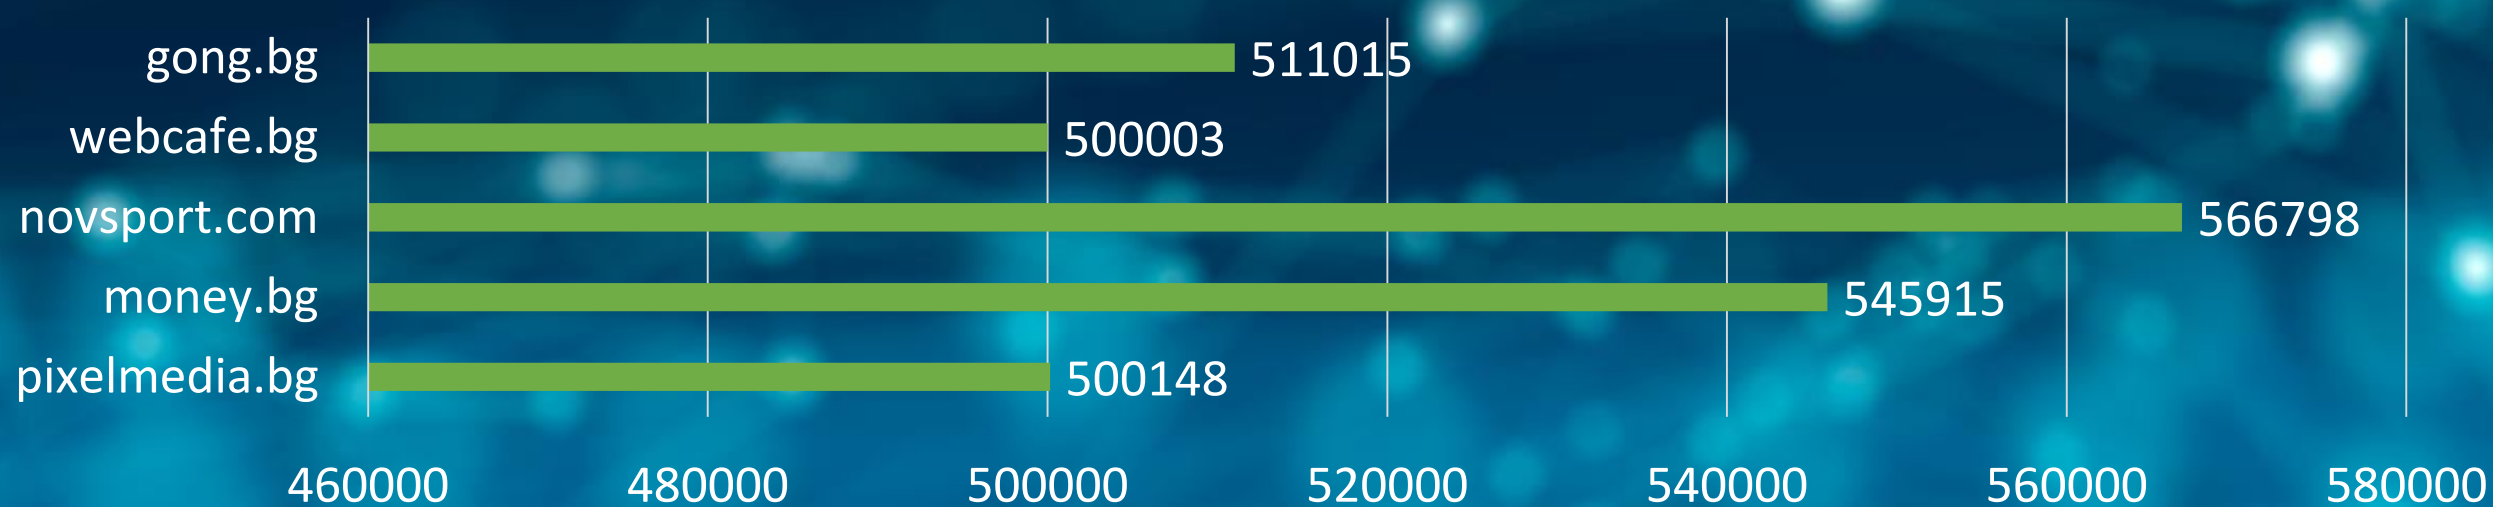 gong.bg 511015
webcafe.bg 500003
novsport.com 566798
money.bg 545915
pixelmedia.bg 500148
460000 480000 500000 520000 540000 560000 580000